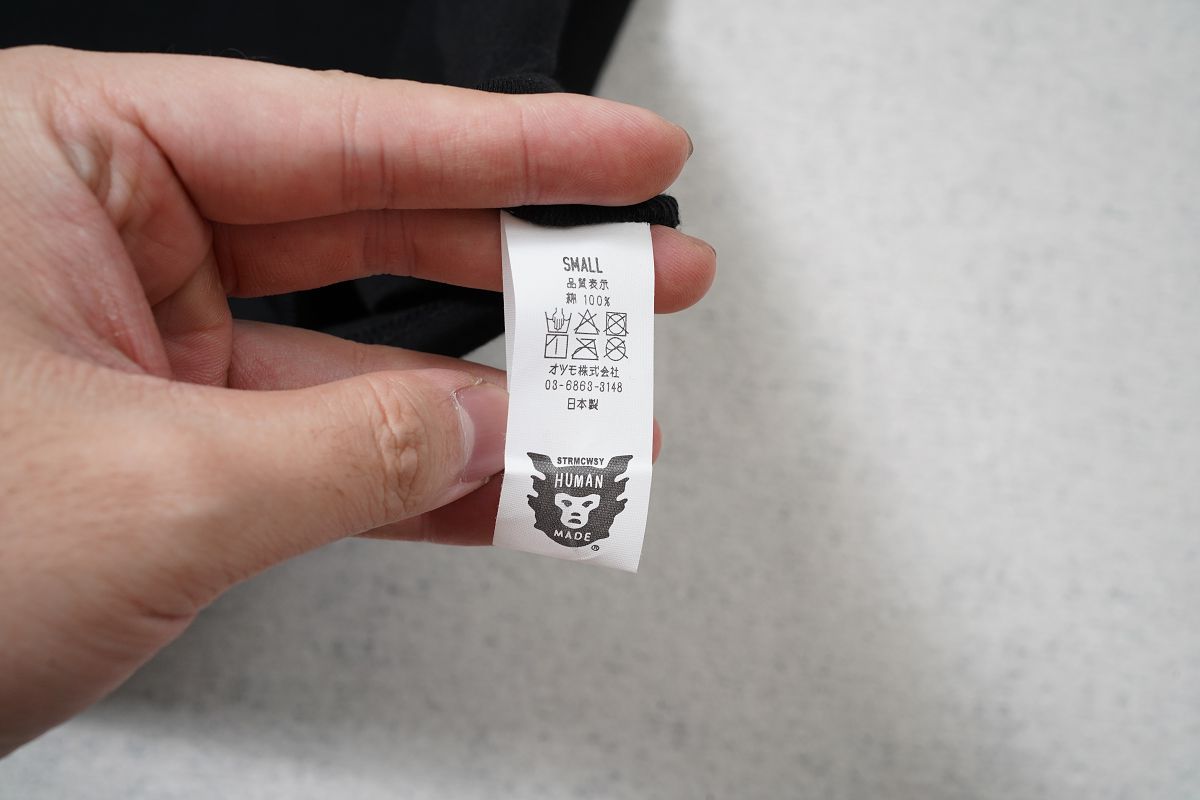 SMALL
品質表示
綿 100%
オツモ株式会社
03-6863-3148
日本製
STRMCWSY
HUMAN
MADE
®